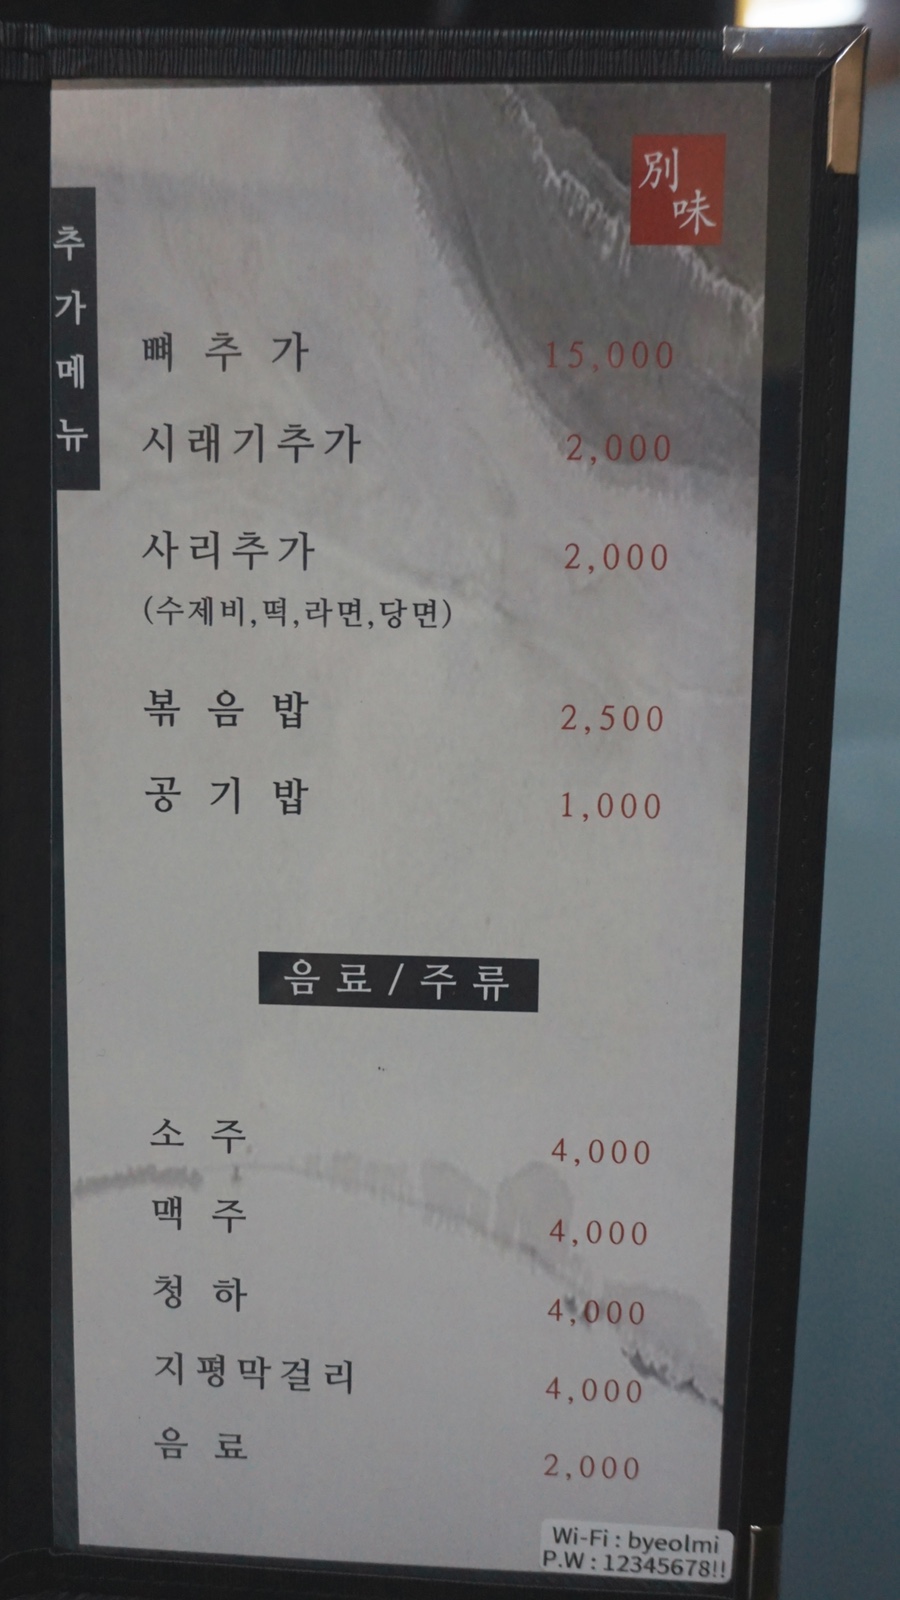 別味
추가메뉴
뼈추가 15,000
시래기추가 2,000
사리추가 2,000
(수제비,떡,라면,당면)
볶음밥 2,500
공기밥 1,000
음료/주류
소주 4,000
맥주 4,000
청하 4,000
지평막걸리 4,000
음료 2,000
Wi-Fi : byeolmi
P.W : 12345678!!